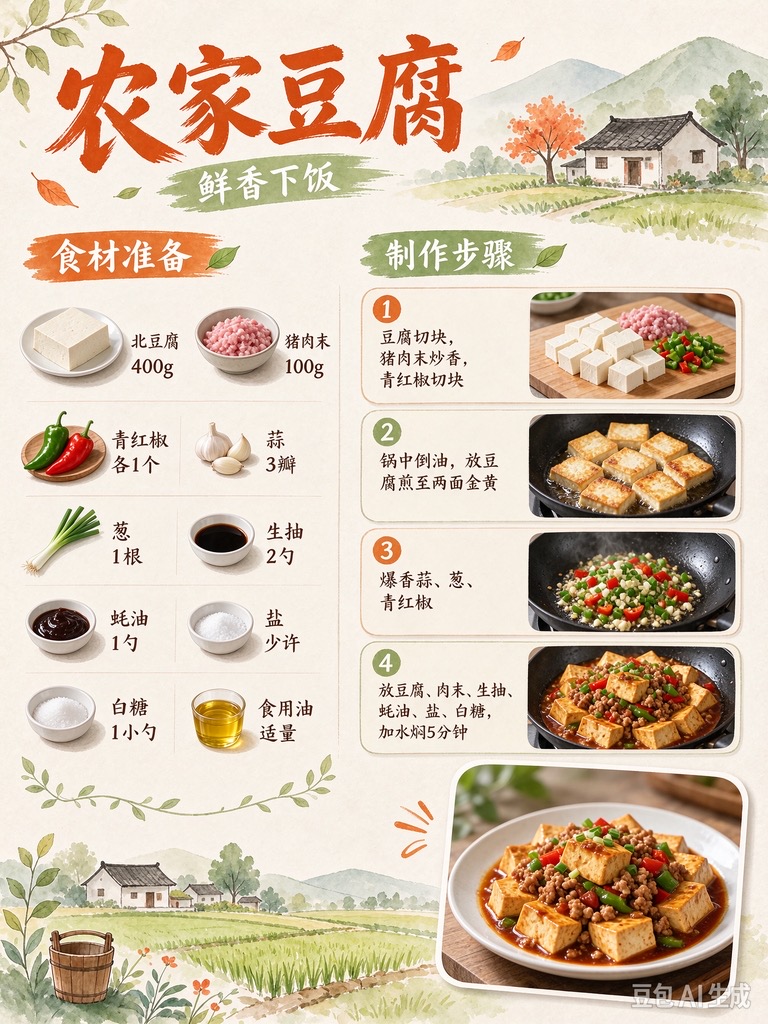 农家豆腐
鲜香下饭
食材准备
北豆腐
400g
猪肉末
100g
青红椒
各1个
蒜
3瓣
葱
1根
生抽
2勺
蚝油
1勺
盐
少许
白糖
1小勺
食用油
适量
制作步骤
1
豆腐切块，
猪肉末炒香，
青红椒切块
2
锅中倒油，放豆
腐煎至两面金黄
3
爆香蒜、葱、
青红椒
4
放豆腐、肉末、生抽、
蚝油、盐、白糖，
加水焖5分钟
豆包AI生成